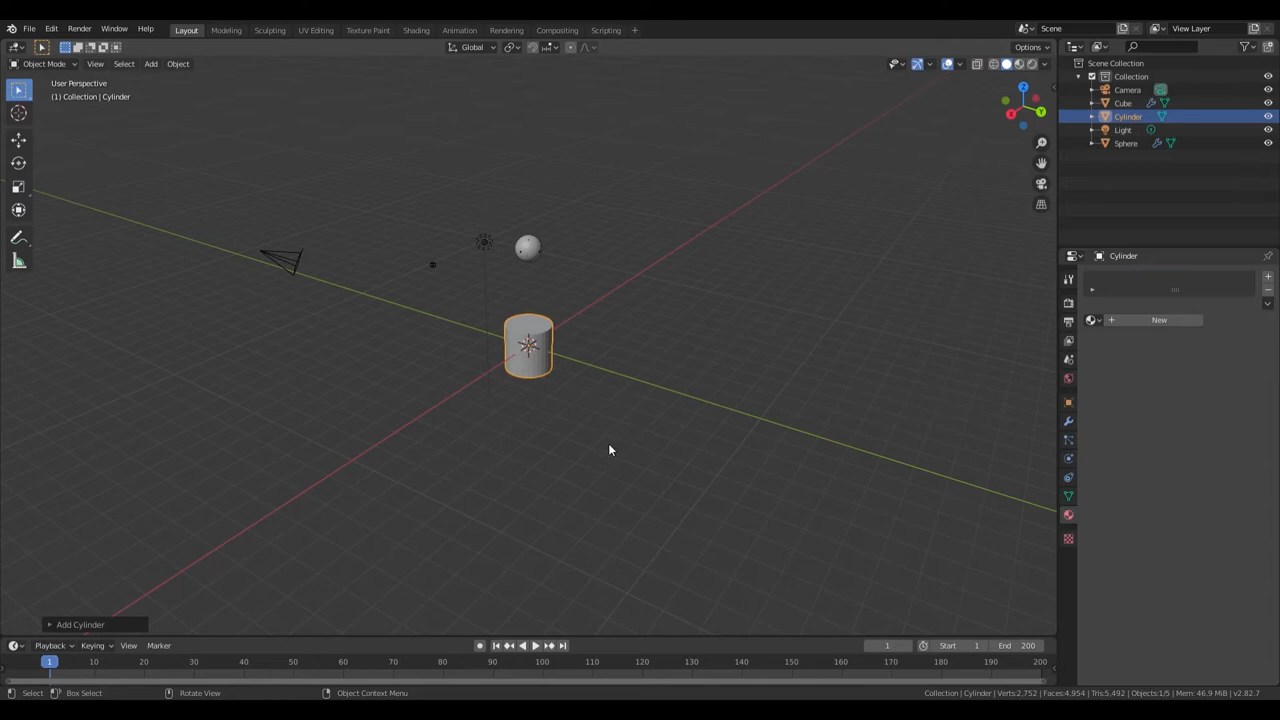 File Edit Render Window Help Layout Modeling Sculpting UV Editing Texture Paint Shading Animation Rendering Compositing Scripting + Scene View Layer
Global Options
Object Mode View Select Add Object
User Perspective
(1) Collection | Cylinder
Scene Collection
Collection
Camera
Cube
Cylinder
Light
Sphere
Z
X
Y
Cylinder
New
Add Cylinder
Playback Keying View Marker 1 Start 1 End 200
1 10 20 30 40 50 60 70 80 90 100 110 120 130 140 150 160 170 180 190 200
Select Box Select Rotate View Object Context Menu Collection | Cylinder | Verts:2,752 | Faces:4,954 | Tris:5,492 | Objects:1/5 | Mem: 46.9 MiB | v2.82.7